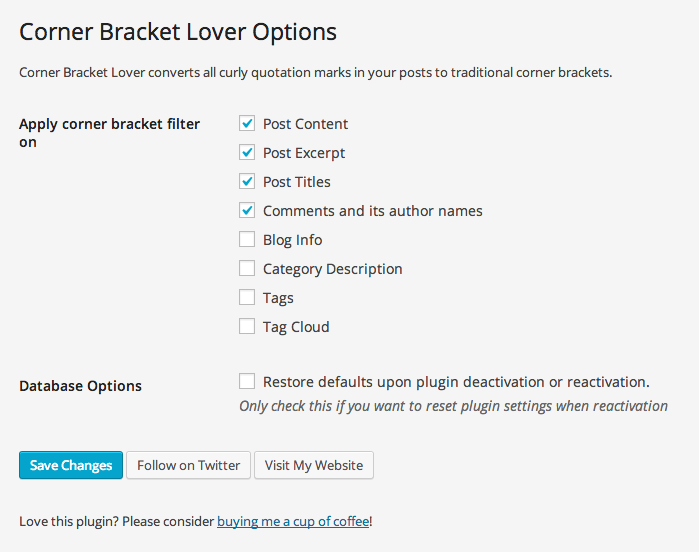 Corner Bracket Lover Options
Corner Bracket Lover converts all curly quotation marks in your posts to traditional corner brackets.
Apply corner bracket filter
on
Post Content
Post Excerpt
Post Titles
Comments and its author names
Blog Info
Category Description
Tags
Tag Cloud
Database Options
Restore defaults upon plugin deactivation or reactivation.
Only check this if you want to reset plugin settings when reactivation
Save Changes
Follow on Twitter
Visit My Website
Love this plugin? Please consider buying me a cup of coffee!